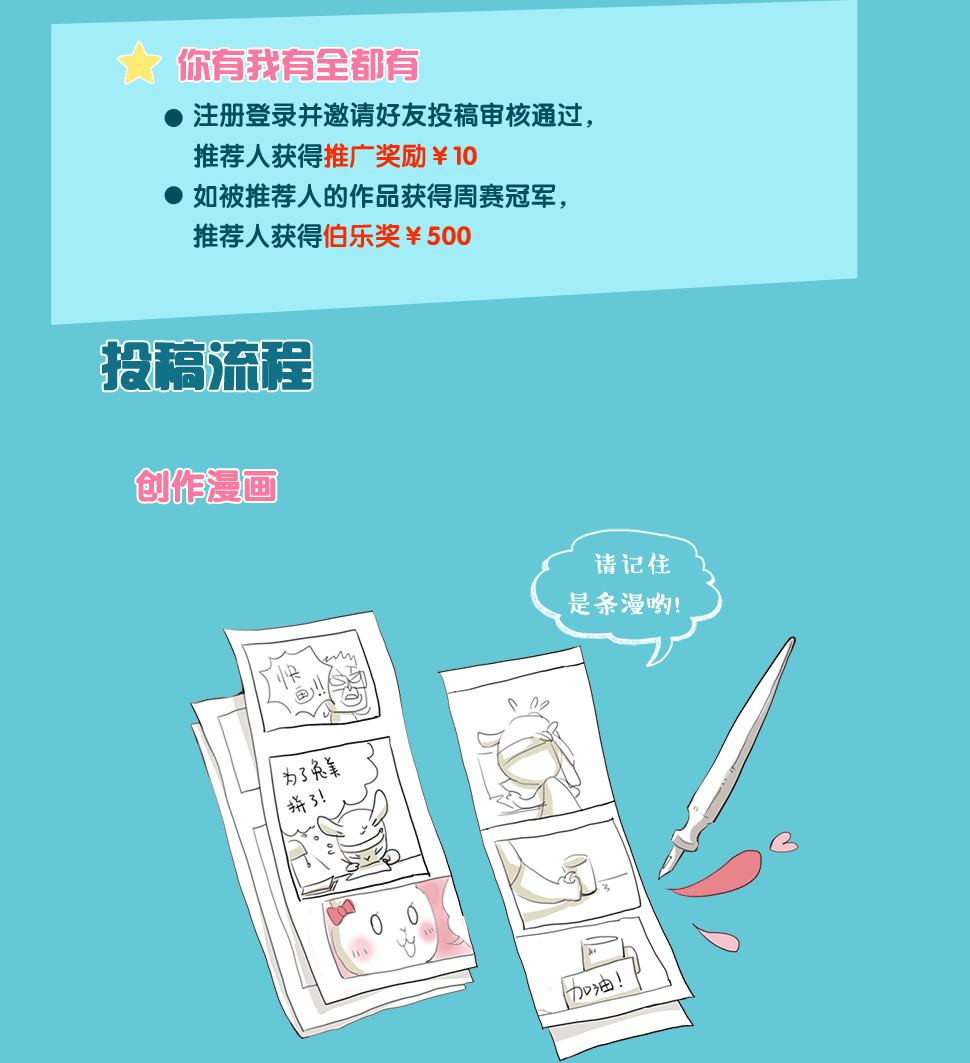 你有我有全都有
● 注册登录并邀请好友投稿审核通过，
推荐人获得推广奖励￥10
● 如被推荐人的作品获得周赛冠军，
推荐人获得伯乐奖￥500
投稿流程
创作漫画
请记住
是条漫哟!
快
画!!
为了兔美
拼了!
加油!